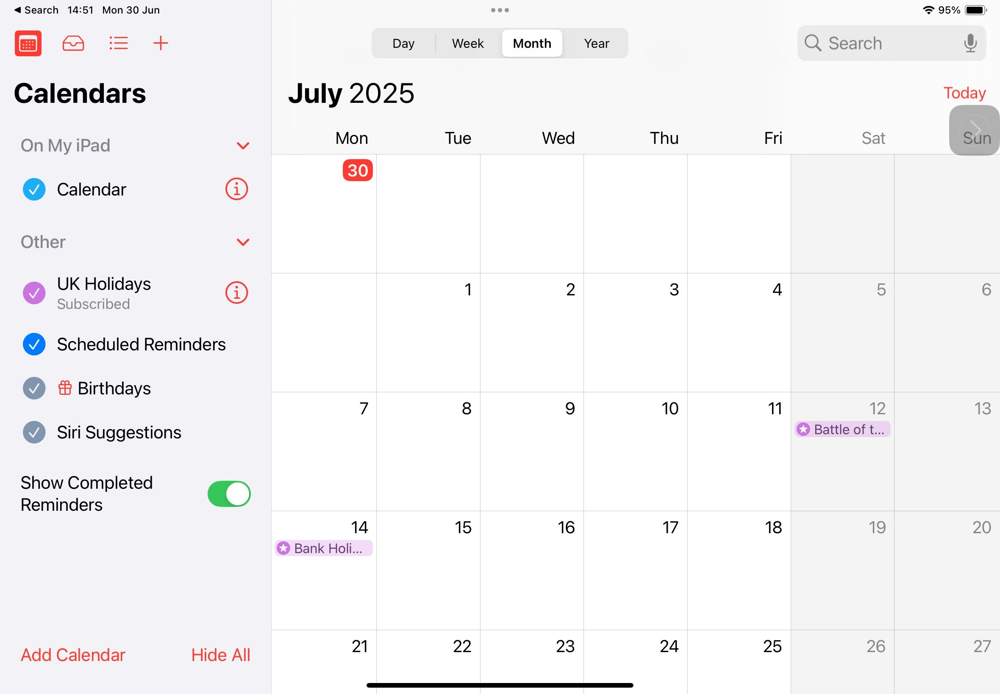 Search 14:51 Mon 30 Jun
95%
Calendars
On My iPad
Calendar
Other
UK Holidays
Subscribed
Scheduled Reminders
Birthdays
Siri Suggestions
Show Completed
Reminders
Add Calendar Hide All
Day Week Month Year
Search
July 2025
Today
Mon Tue Wed Thu Fri Sat Sun
30
1 2 3 4 5 6
7 8 9 10 11 12 13
Battle of t...
14 15 16 17 18 19 20
Bank Holi...
21 22 23 24 25 26 27